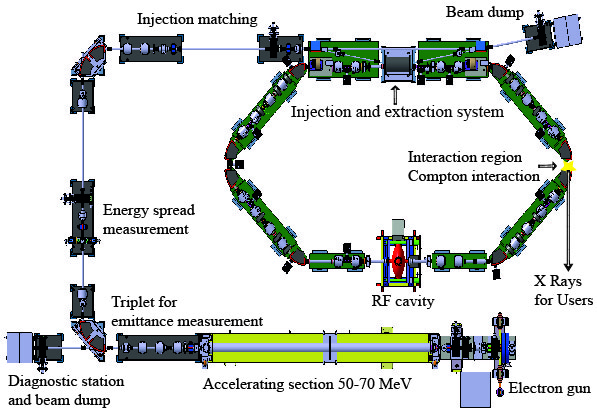 Injection matching
Beam dump
Injection and extraction system
Interaction region
Compton interaction
Energy spread
measurement
X Rays
for Users
RF cavity
Triplet for
emittance measurement
Diagnostic station
and beam dump
Accelerating section 50-70 MeV
Electron gun